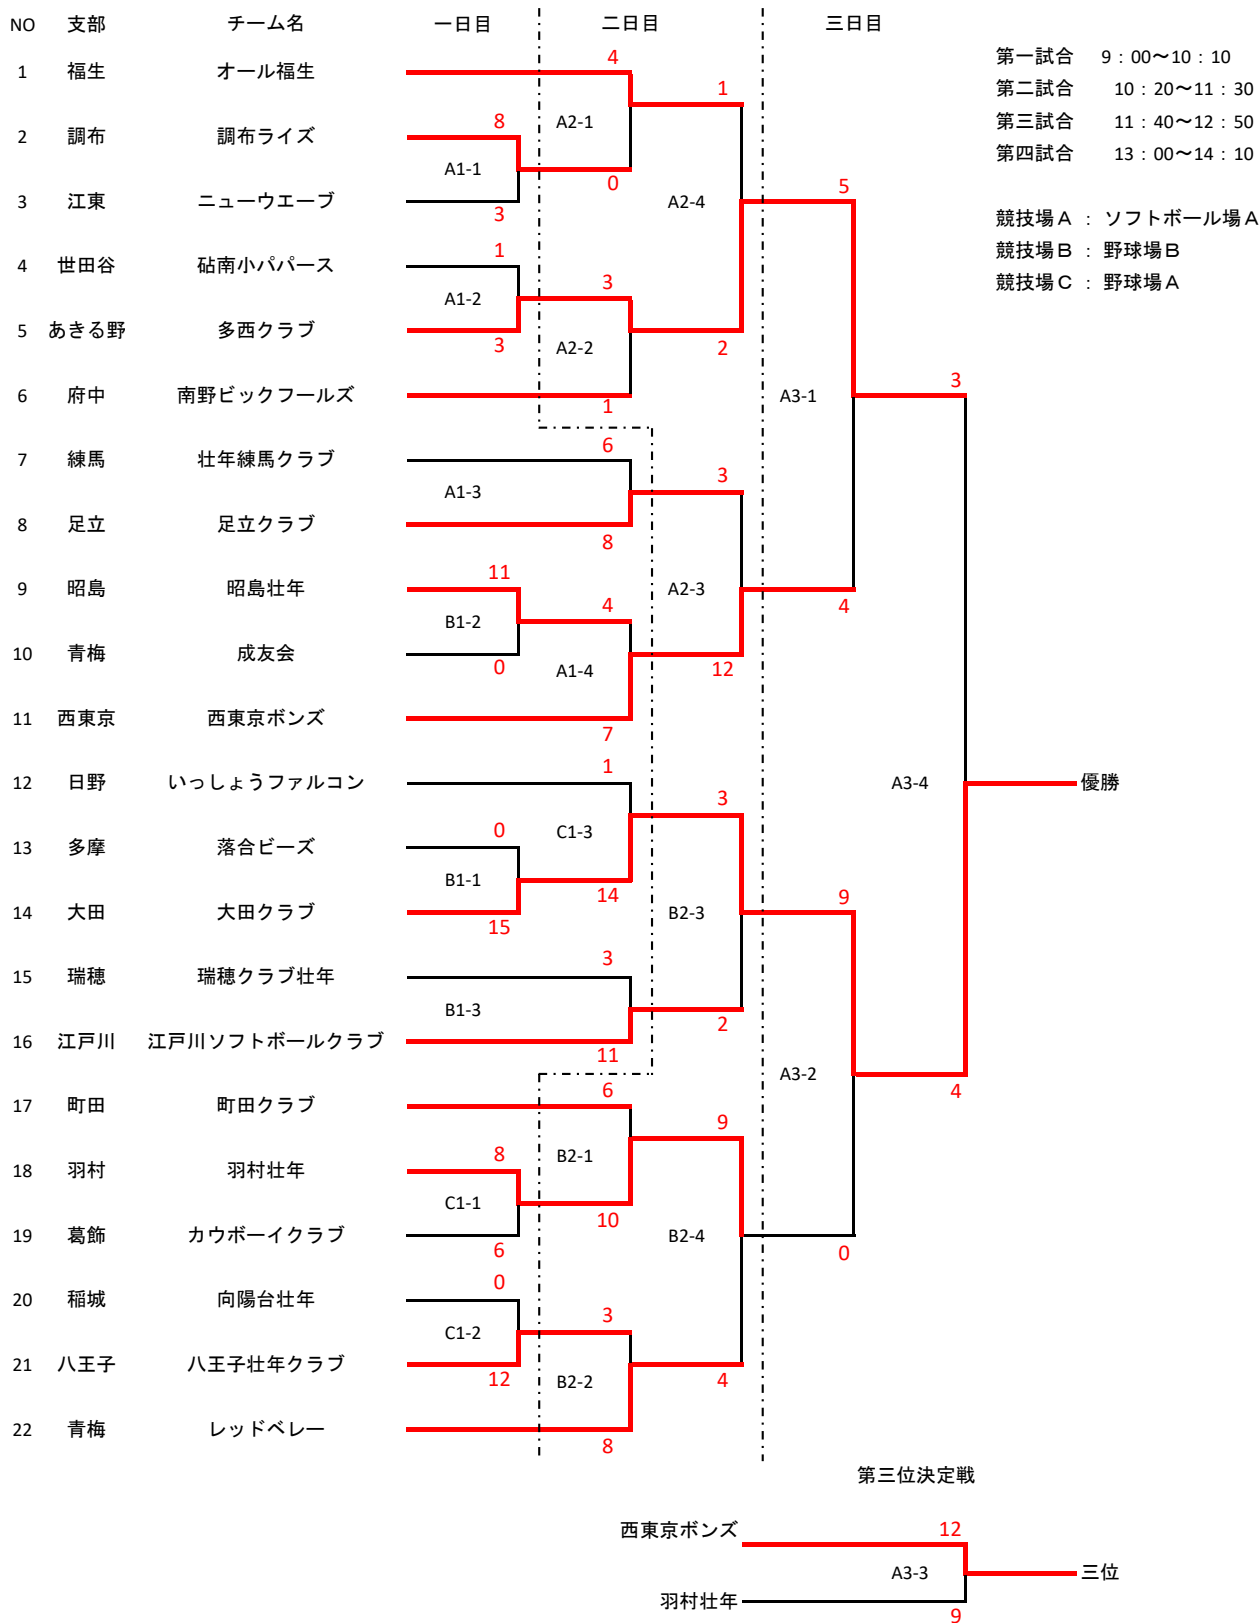 NO 支部 チーム名 一日目 二日目 三日目
第一試合 9：00～10：10
第二試合 10：20～11：30
第三試合 11：40～12：50
第四試合 13：00～14：10
競技場Ａ ： ソフトボール場Ａ
競技場Ｂ ： 野球場Ｂ
競技場Ｃ ： 野球場Ａ
1 福生 オール福生
2 調布 調布ライズ
3 江東 ニューウエーブ
4 世田谷 砧南小パパース
5 あきる野 多西クラブ
6 府中 南野ビックフールズ
7 練馬 壮年練馬クラブ
8 足立 足立クラブ
9 昭島 昭島壮年
10 青梅 成友会
11 西東京 西東京ボンズ
12 日野 いっしょうファルコン
13 多摩 落合ビーズ
14 大田 大田クラブ
15 瑞穂 瑞穂クラブ壮年
16 江戸川 江戸川ソフトボールクラブ
17 町田 町田クラブ
18 羽村 羽村壮年
19 葛飾 カウボーイクラブ
20 稲城 向陽台壮年
21 八王子 八王子壮年クラブ
22 青梅 レッドベレー
8
A1-1
3
1
A1-2
3
11
B1-2
0
0
B1-1
15
8
C1-1
6
0
C1-2
12
4
A2-1
0
3
A2-2
1
6
A1-3
8
4
A1-4
7
1
C1-3
14
3
B1-3
11
6
B2-1
10
3
B2-2
8
1
A2-4
2
3
A2-3
12
3
B2-3
2
9
B2-4
4
5
A3-1
4
9
A3-2
0
3
A3-4
4
優勝
第三位決定戦
西東京ボンズ 12
A3-3 三位
羽村壮年 9